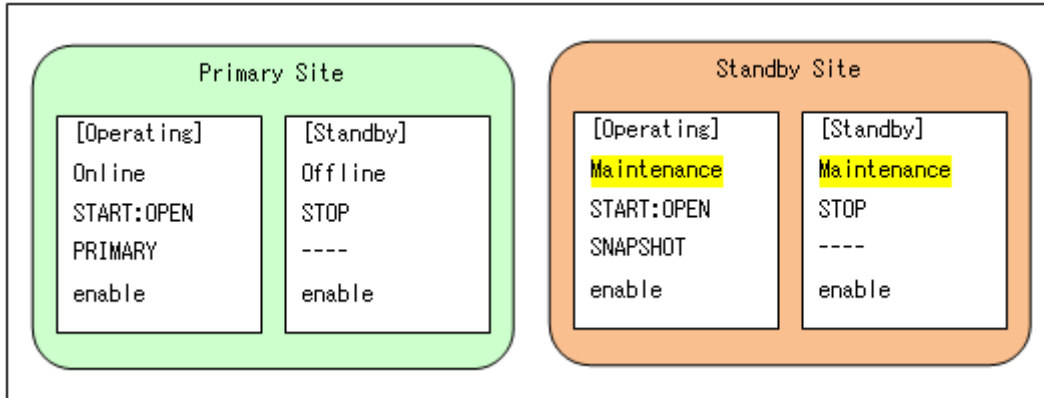 Primary Site
[Operating]
Online
START:OPEN
PRIMARY
enable
[Standby]
Offline
STOP
----
enable
Standby Site
[Operating]
Maintenance
START:OPEN
SNAPSHOT
enable
[Standby]
Maintenance
STOP
----
enable